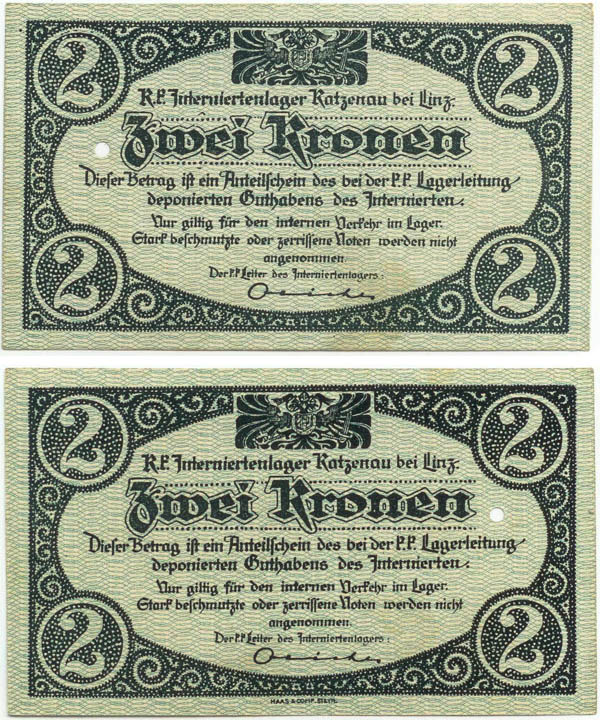 2 2
K.K. Interniertenlager Katzenau bei Linz.
Zwei Kronen
Dieser Betrag ist ein Anteilschein des bei der K.K. Lagerleitung
deponierten Guthabens des Internierten.
Nur giltig für den internen Verkehr im Lager.
Stark beschmutzte oder zerrissene Noten werden nicht
angenommen.
Der K.K. Leiter des Interniertenlagers:
2 2
2 2
K.K. Interniertenlager Katzenau bei Linz.
Zwei Kronen
Dieser Betrag ist ein Anteilschein des bei der K.K. Lagerleitung
deponierten Guthabens des Internierten.
Nur giltig für den internen Verkehr im Lager.
Stark beschmutzte oder zerrissene Noten werden nicht
angenommen.
Der K.K. Leiter des Interniertenlagers:
2 2
HAAS & COMP.